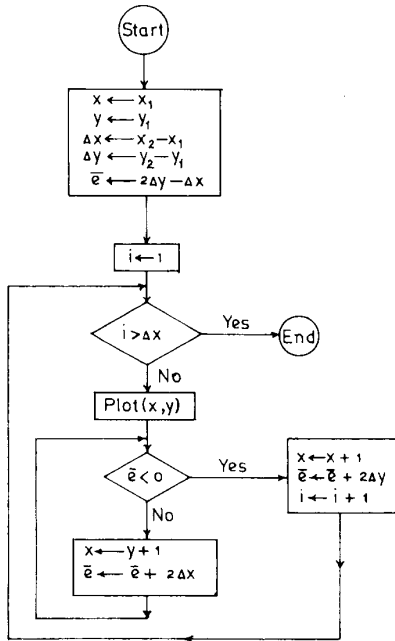 Start
x ← x₁
y ← y₁
Δx ← x₂−x₁
Δy ← y₂−y₁
e̅ ← 2Δy−Δx
i ← 1
i > Δx
Yes
End
No
Plot(x,y)
e̅ < 0
Yes
x ← x + 1
e̅ ← e̅ + 2Δy
i ← i + 1
No
x ← y + 1
e̅ ← e̅ + 2Δx